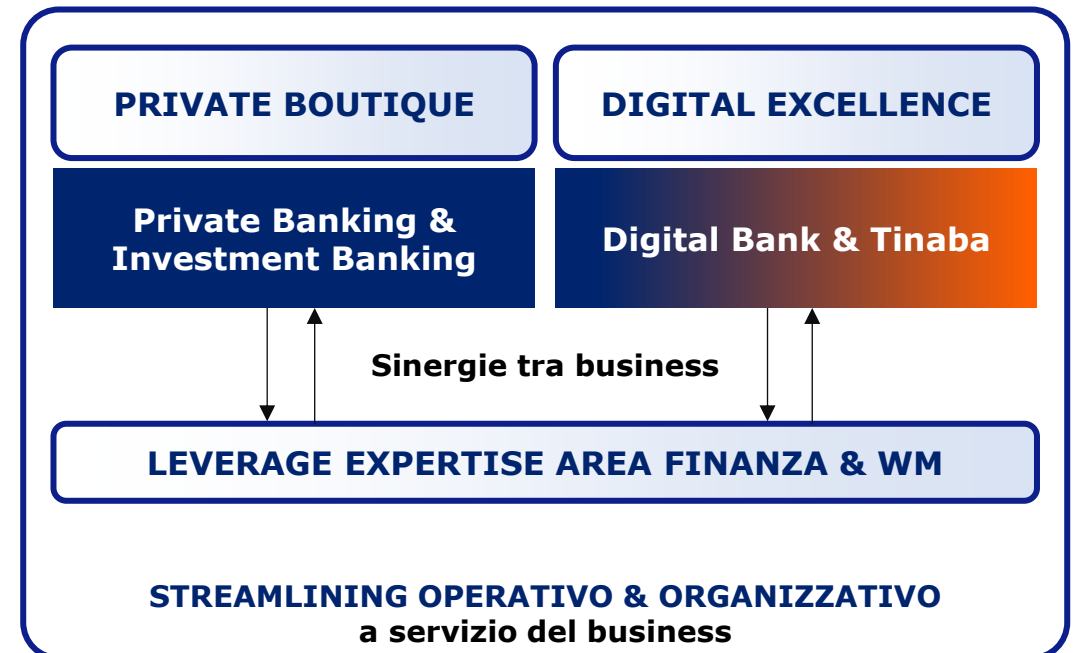 PRIVATE BOUTIQUE
DIGITAL EXCELLENCE
Private Banking &
Investment Banking
Digital Bank & Tinaba
Sinergie tra business
LEVERAGE EXPERTISE AREA FINANZA & WM
STREAMLINING OPERATIVO & ORGANIZZATIVO
a servizio del business